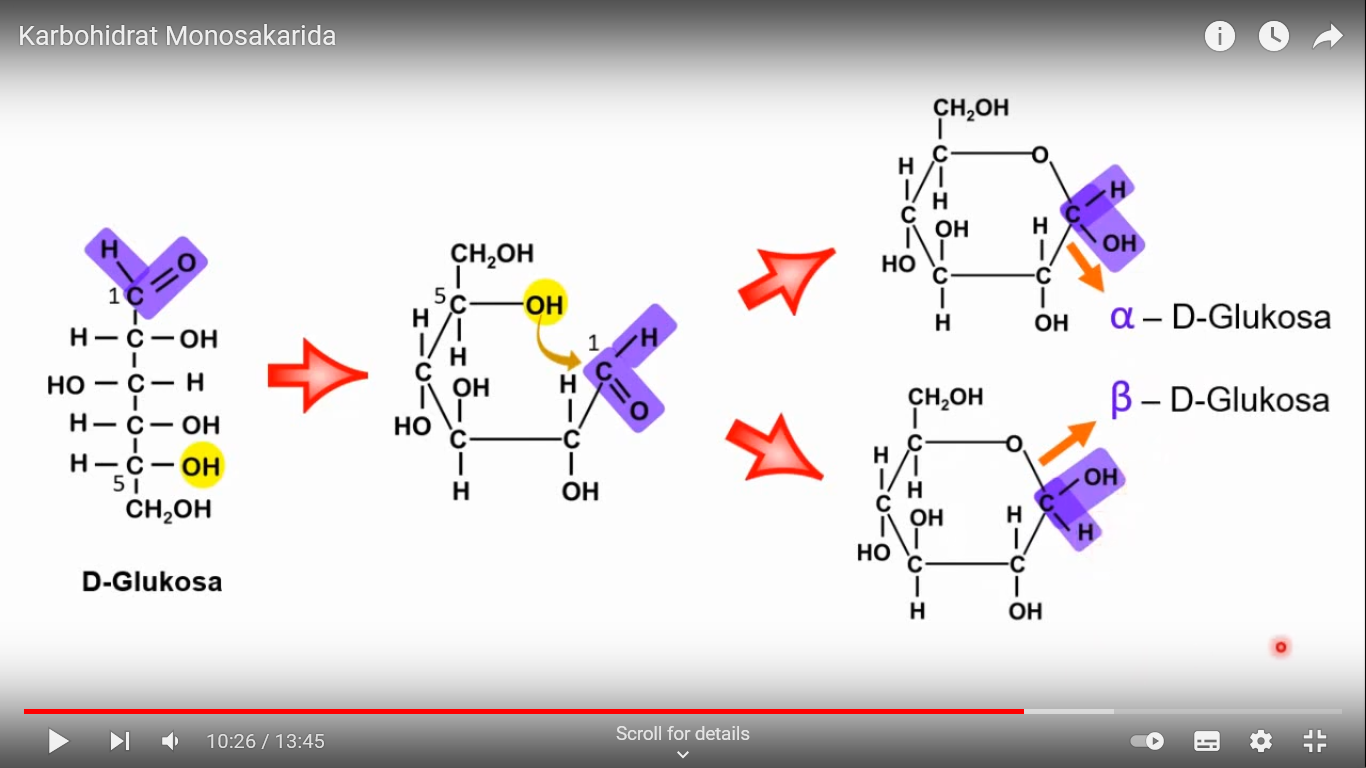 Karbohidrat Monosakarida
H O
1 C
H — C — OH
HO — C — H
H — C — OH
H — C — OH
5
CH₂OH
D-Glukosa
CH₂OH
5 C OH
H H 1 H
C OH H C O
HO C C
H OH
CH₂OH
C O
H H H
C OH H C OH
HO C C
H OH
α – D-Glukosa
β – D-Glukosa
CH₂OH
C O
H H OH
C OH H C H
HO C C
H OH
10:26 / 13:45
Scroll for details